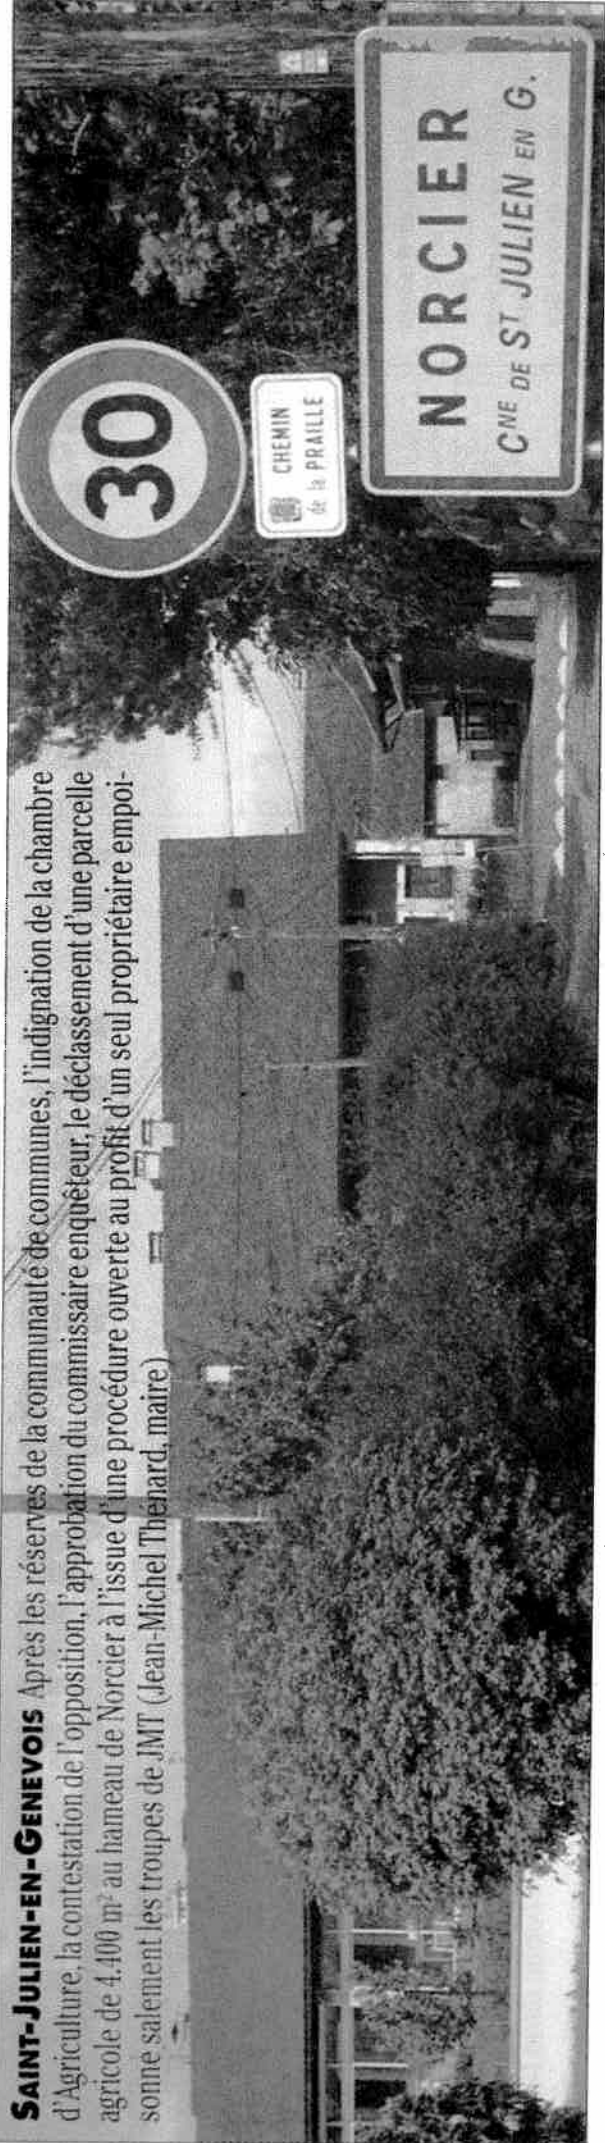 SAINT-JULIEN-EN-GENEVOIS Après les réserves de la communauté de communes, l'indignation de la chambre
d'Agriculture, la contestation de l'opposition, l'approbation du commissaire enquêteur, le déclassement d'une parcelle
agricole de 4.400 m² au hameau de Norcier à l'issue d'une procédure ouverte au profit d'un seul propriétaire empoi-
sonne salement les troupes de JMT (Jean-Michel Thénard, maire)
30
CHEMIN
de la PRAILLE
NORCIER
CNE DE ST JULIEN EN G.